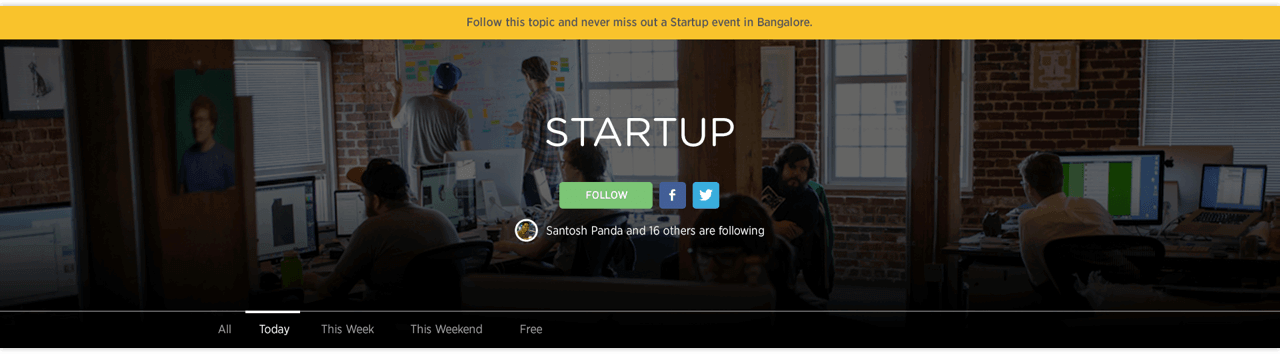 Follow this topic and never miss out a Startup event in Bangalore.
STARTUP
FOLLOW
Santosh Panda and 16 others are following
All Today This Week This Weekend Free